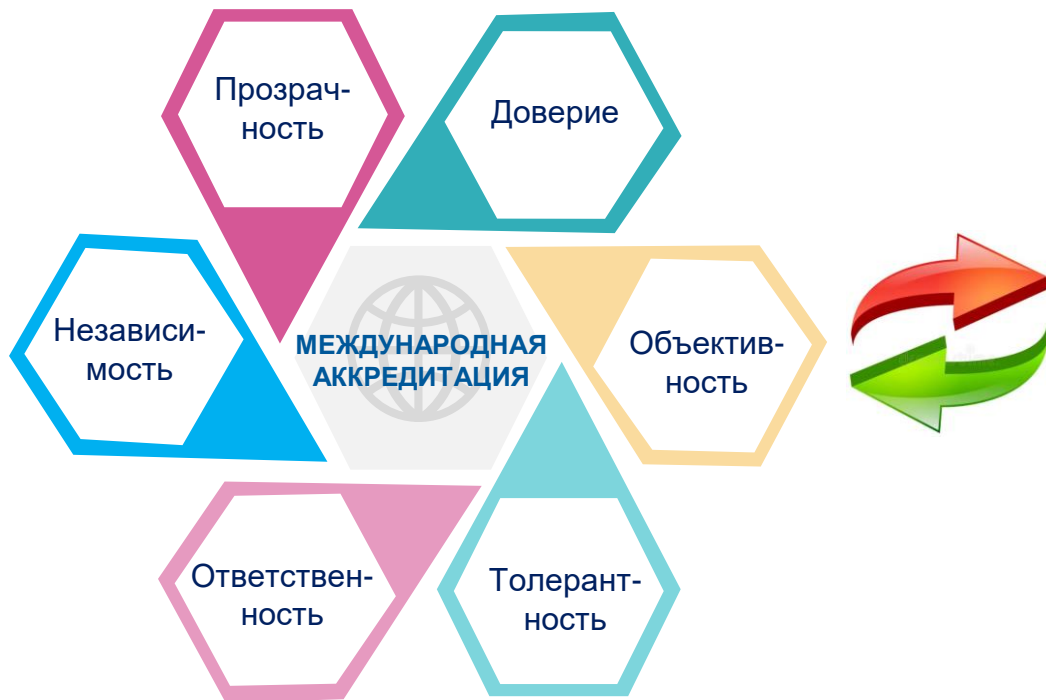 Прозрач-
ность
Доверие
Независи-
мость
МЕЖДУНАРОДНАЯ
АККРЕДИТАЦИЯ
Объектив-
ность
Ответствен-
ность
Толерант-
ность